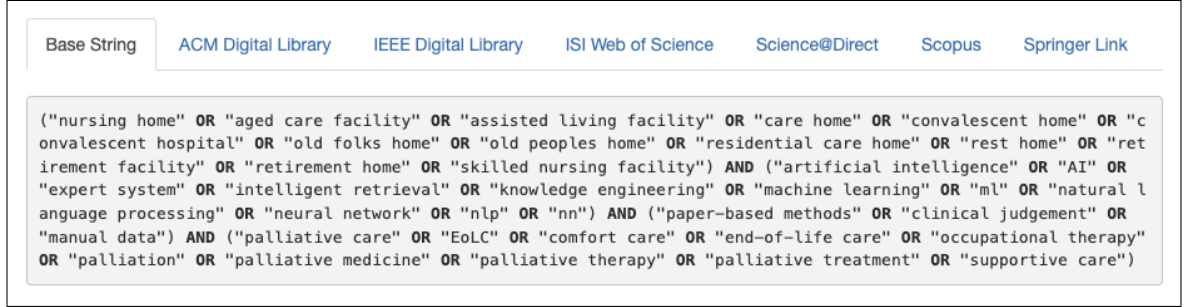 Base String ACM Digital Library IEEE Digital Library ISI Web of Science Science@Direct Scopus Springer Link
("nursing home" OR "aged care facility" OR "assisted living facility" OR "care home" OR "convalescent home" OR "c
onvalescent hospital" OR "old folks home" OR "old peoples home" OR "residential care home" OR "rest home" OR "ret
irement facility" OR "retirement home" OR "skilled nursing facility") AND ("artificial intelligence" OR "AI" OR
"expert system" OR "intelligent retrieval" OR "knowledge engineering" OR "machine learning" OR "ml" OR "natural l
anguage processing" OR "neural network" OR "nlp" OR "nn") AND ("paper-based methods" OR "clinical judgement" OR
"manual data") AND ("palliative care" OR "EoLC" OR "comfort care" OR "end-of-life care" OR "occupational therapy"
OR "palliation" OR "palliative medicine" OR "palliative therapy" OR "palliative treatment" OR "supportive care")